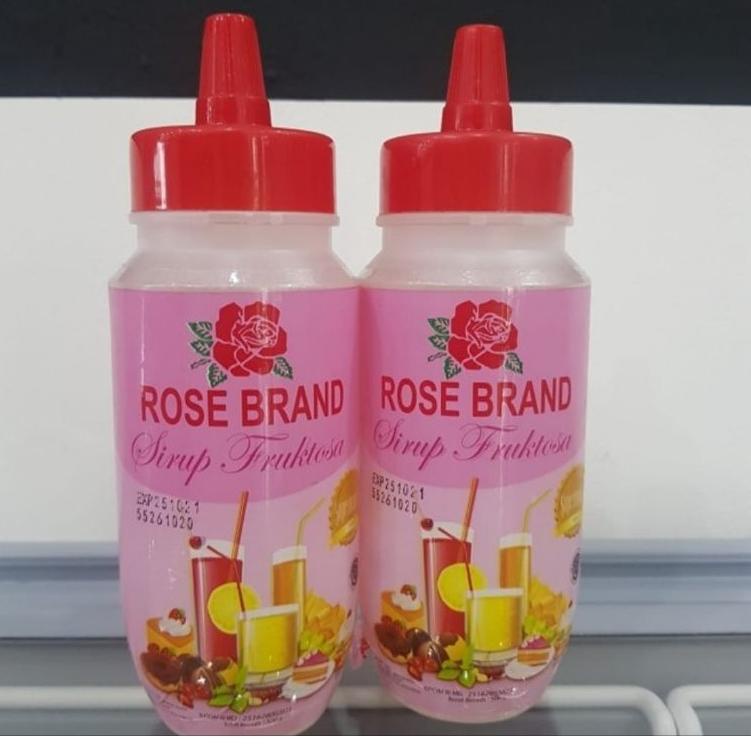 ROSE BRAND
Sirup Fruktosa
EXP251021
55261020
ROSE BRAND
Sirup Fruktosa
EXP251021
55261020